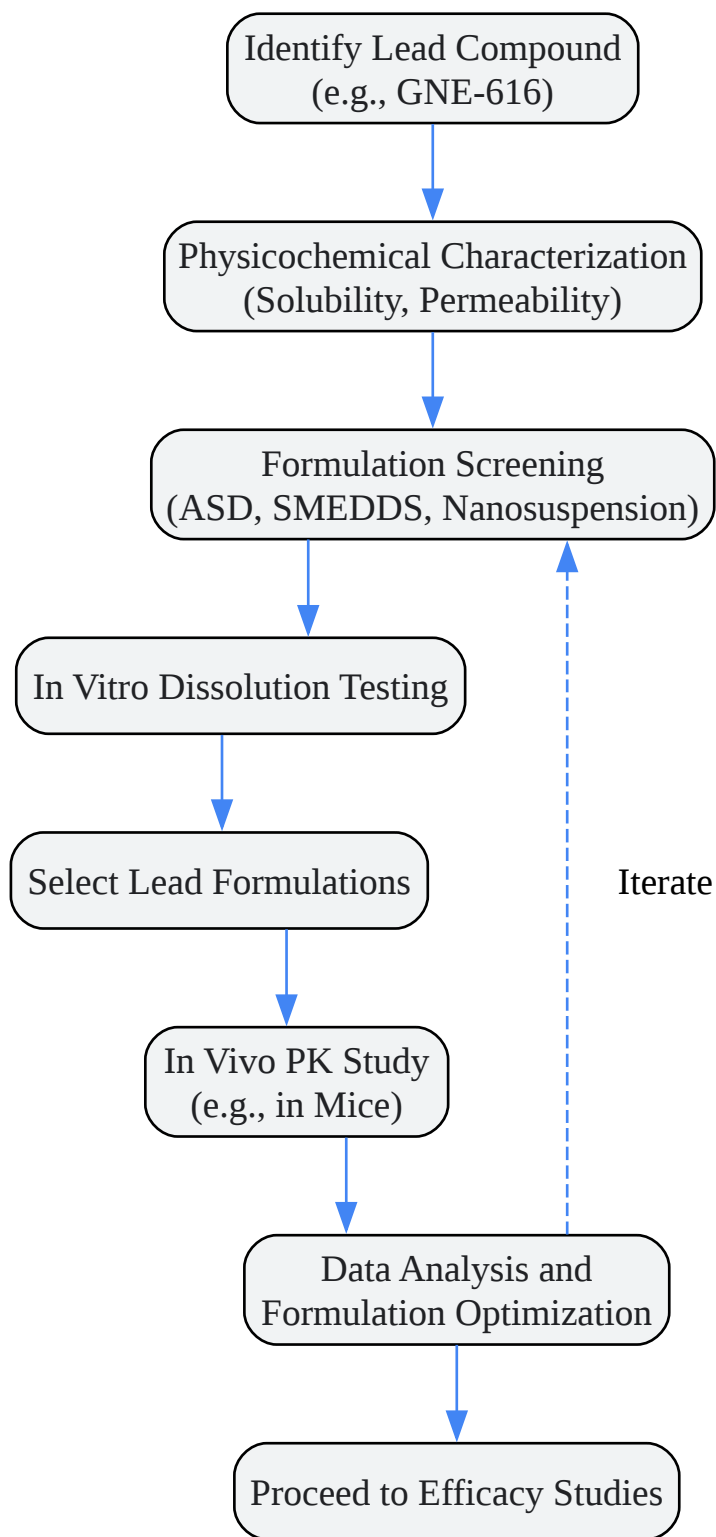 Identify Lead Compound
(e.g., GNE-616)
Physicochemical Characterization
(Solubility, Permeability)
Formulation Screening
(ASD, SMEDDS, Nanosuspension)
In Vitro Dissolution Testing
Select Lead Formulations
Iterate
In Vivo PK Study
(e.g., in Mice)
Data Analysis and
Formulation Optimization
Proceed to Efficacy Studies